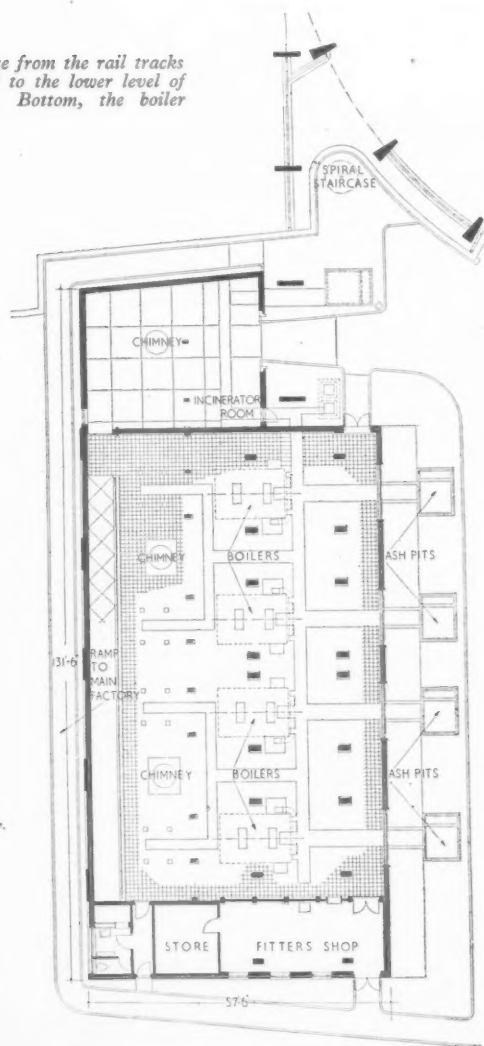 e from the rail tracks
to the lower level of
Bottom, the boiler
SPIRAL
STAIRCASE
CHIMNEY
INCINERATOR
ROOM
CHIMNEY
BOILERS
ASH PITS
131'-6"
RAMP
TO
MAIN
FACTORY
CHIMNEY
BOILERS
ASH PITS
STORE
FITTERS SHOP
57'6"